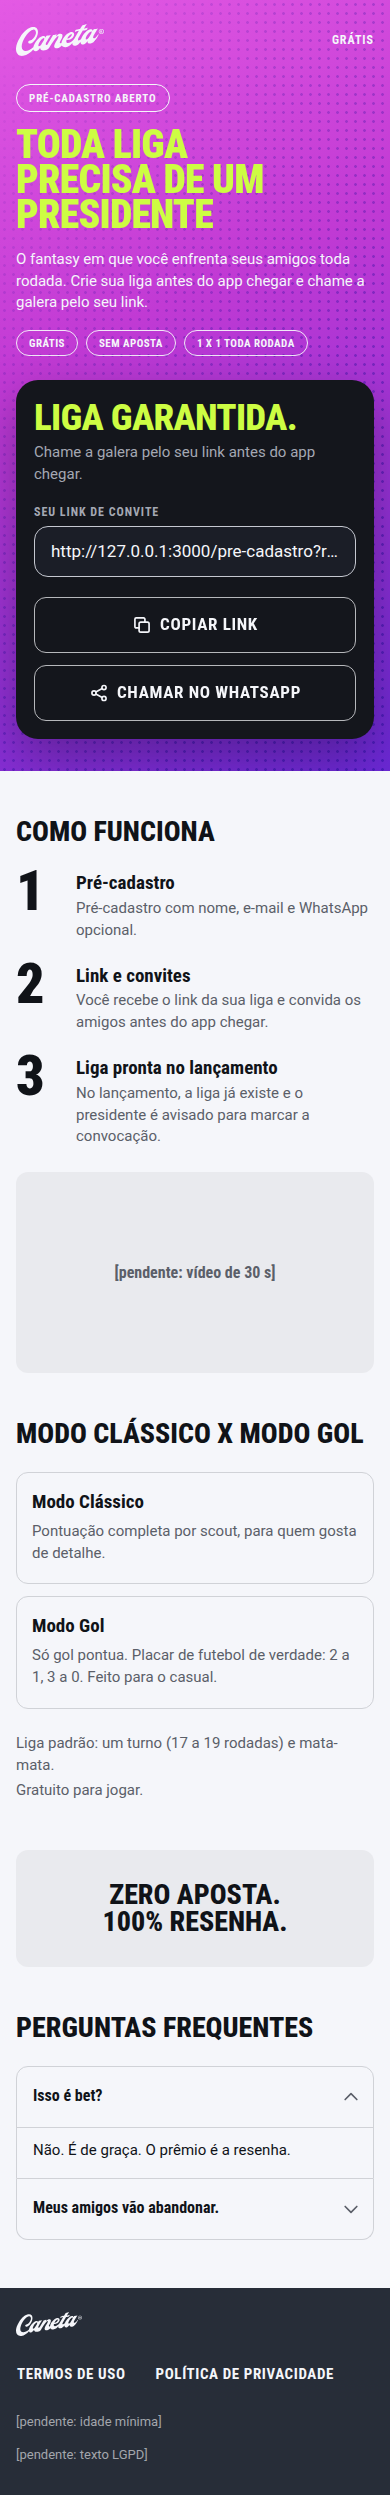 Caneta®
GRÁTIS
PRÉ-CADASTRO ABERTO
TODA LIGA
PRECISA DE UM
PRESIDENTE
O fantasy em que você enfrenta seus amigos toda
rodada. Crie sua liga antes do app chegar e chame a
galera pelo seu link.
GRÁTIS
SEM APOSTA
1 X 1 TODA RODADA
LIGA GARANTIDA.
Chame a galera pelo seu link antes do app
chegar.
SEU LINK DE CONVITE
http://127.0.0.1:3000/pre-cadastro?r…
COPIAR LINK
CHAMAR NO WHATSAPP
COMO FUNCIONA
1
Pré-cadastro
Pré-cadastro com nome, e-mail e WhatsApp
opcional.
2
Link e convites
Você recebe o link da sua liga e convida os
amigos antes do app chegar.
3
Liga pronta no lançamento
No lançamento, a liga já existe e o
presidente é avisado para marcar a
convocação.
[pendente: vídeo de 30 s]
MODO CLÁSSICO X MODO GOL
Modo Clássico
Pontuação completa por scout, para quem gosta
de detalhe.
Modo Gol
Só gol pontua. Placar de futebol de verdade: 2 a
1, 3 a 0. Feito para o casual.
Liga padrão: um turno (17 a 19 rodadas) e mata-
mata.
Gratuito para jogar.
ZERO APOSTA.
100% RESENHA.
PERGUNTAS FREQUENTES
Isso é bet?
Não. É de graça. O prêmio é a resenha.
Meus amigos vão abandonar.
Caneta®
TERMOS DE USO
POLÍTICA DE PRIVACIDADE
[pendente: idade mínima]
[pendente: texto LGPD]